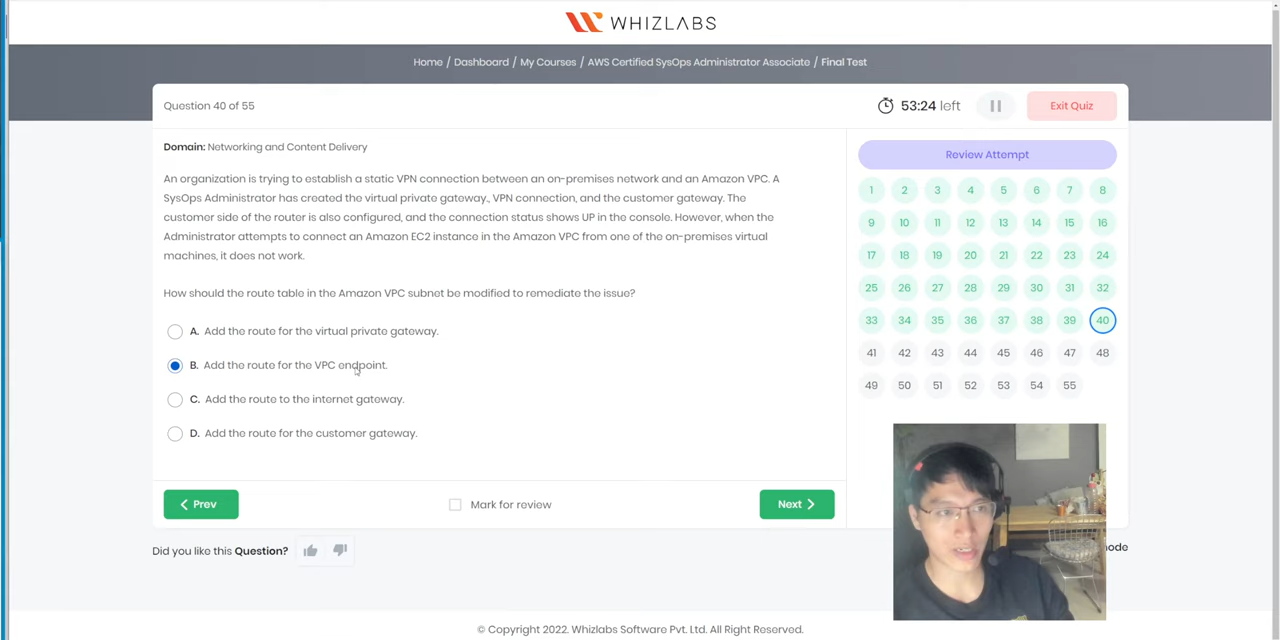 WHIZLABS
Home / Dashboard / My Courses / AWS Certified SysOps Administrator Associate / Final Test
Question 40 of 55
53:24 left
Exit Quiz
Domain: Networking and Content Delivery
An organization is trying to establish a static VPN connection between an on-premises network and an Amazon VPC. A
SysOps Administrator has created the virtual private gateway,, VPN connection, and the customer gateway. The
customer side of the router is also configured, and the connection status shows UP in the console. However, when the
Administrator attempts to connect an Amazon EC2 instance in the Amazon VPC from one of the on-premises virtual
machines, it does not work.
How should the route table in the Amazon VPC subnet be modified to remediate the issue?
A. Add the route for the virtual private gateway.
B. Add the route for the VPC endpoint.
C. Add the route to the internet gateway.
D. Add the route for the customer gateway.
Prev
Mark for review
Next
Review Attempt
1 2 3 4 5 6 7 8
9 10 11 12 13 14 15 16
17 18 19 20 21 22 23 24
25 26 27 28 29 30 31 32
33 34 35 36 37 38 39 40
41 42 43 44 45 46 47 48
49 50 51 52 53 54 55
Did you like this Question?
© Copyright 2022. Whizlabs Software Pvt. Ltd. All Right Reserved.